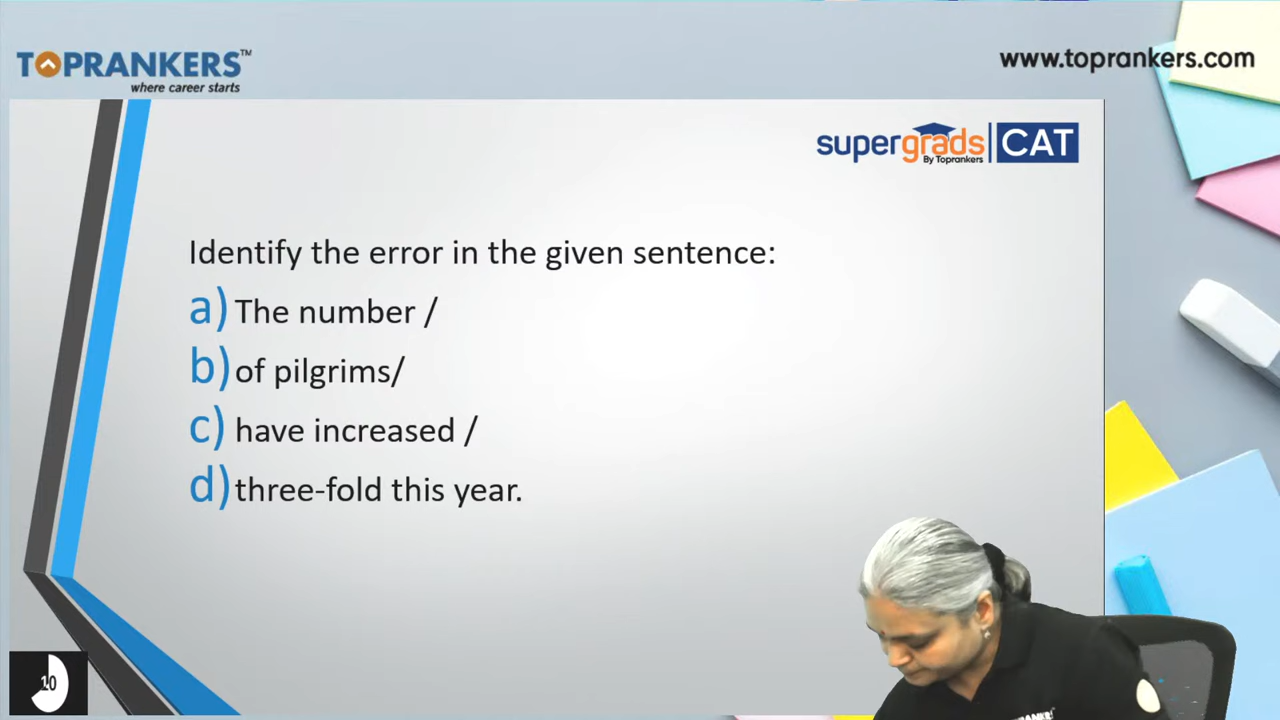 TOPRANKERS™
where career starts
www.toprankers.com
supergrads | CAT
By Toprankers
Identify the error in the given sentence:
a) The number /
b) of pilgrims/
c) have increased /
d) three-fold this year.
10